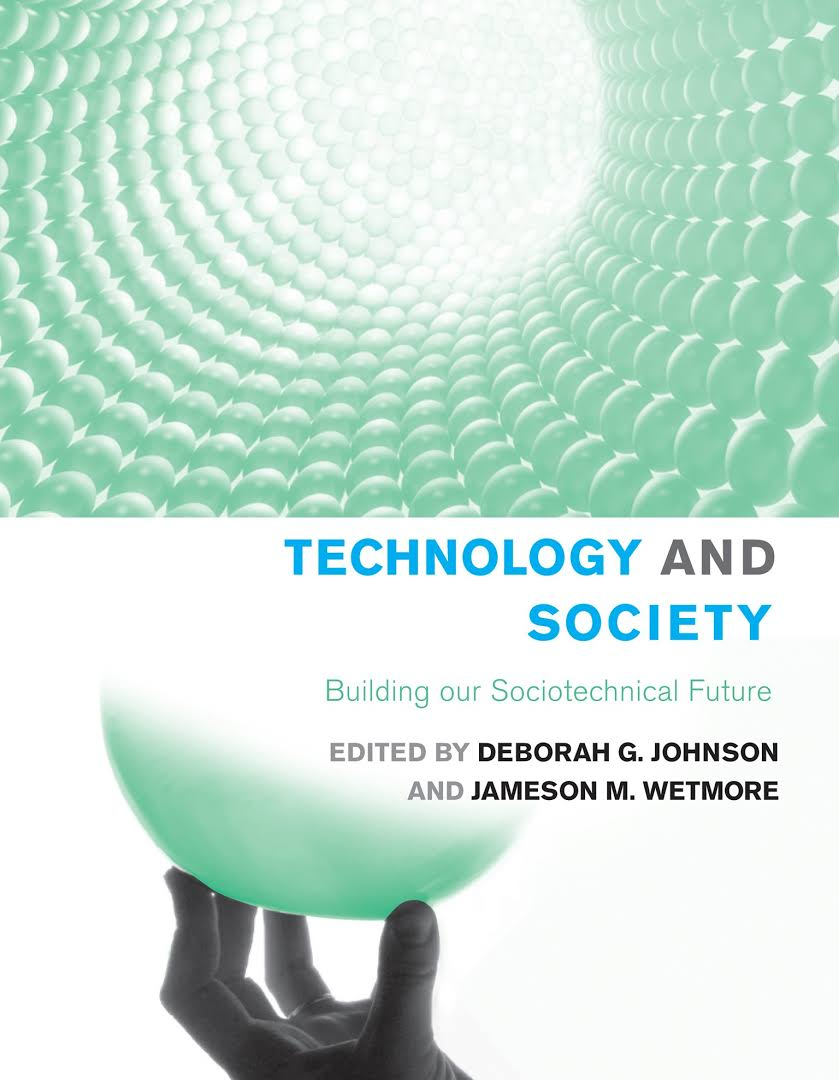 TECHNOLOGY AND
SOCIETY
Building our Sociotechnical Future
EDITED BY DEBORAH G. JOHNSON
AND JAMESON M. WETMORE